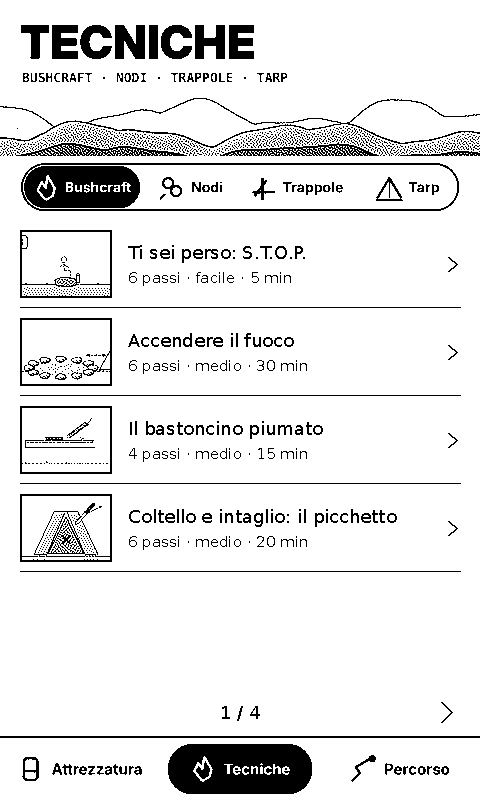 TECNICHE
BUSHCRAFT · NODI · TRAPPOLE · TARP
Bushcraft Nodi Trappole Tarp
Ti sei perso: S.T.O.P.
6 passi · facile · 5 min
Accendere il fuoco
6 passi · medio · 30 min
Il bastoncino piumato
4 passi · medio · 15 min
Coltello e intaglio: il picchetto
6 passi · medio · 20 min
1 / 4
Attrezzatura Tecniche Percorso